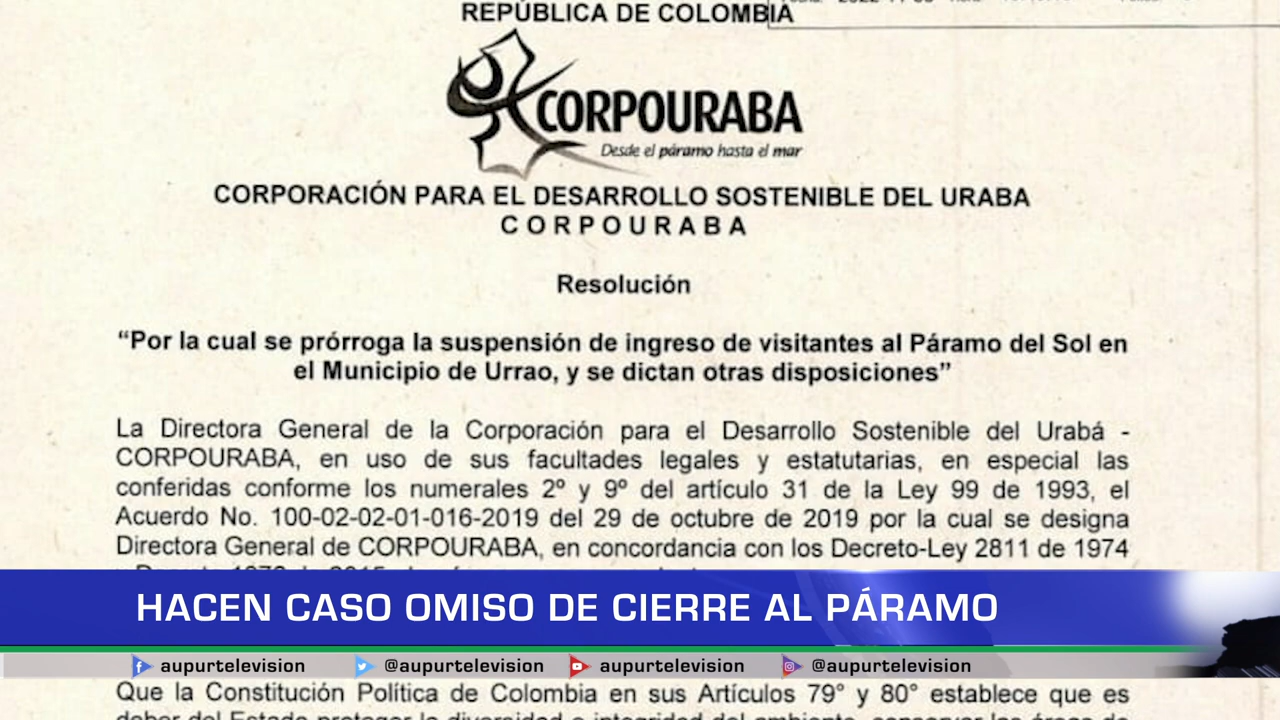 REPÚBLICA DE COLOMBIA
CORPOURABA
Desde el páramo hasta el mar
CORPORACIÓN PARA EL DESARROLLO SOSTENIBLE DEL URABA
CORPOURABA
Resolución
“Por la cual se prórroga la suspensión de ingreso de visitantes al Páramo del Sol en
el Municipio de Urrao, y se dictan otras disposiciones”
La Directora General de la Corporación para el Desarrollo Sostenible del Urabá -
CORPOURABA, en uso de sus facultades legales y estatutarias, en especial las
conferidas conforme los numerales 2º y 9º del artículo 31 de la Ley 99 de 1993, el
Acuerdo No. 100-02-02-01-016-2019 del 29 de octubre de 2019 por la cual se designa
Directora General de CORPOURABA, en concordancia con los Decreto-Ley 2811 de 1974
HACEN CASO OMISO DE CIERRE AL PÁRAMO
aupurtelevision @aupurtelevision aupurtelevision @aupurtelevision
Que la Constitución Política de Colombia en sus Artículos 79° y 80° establece que es